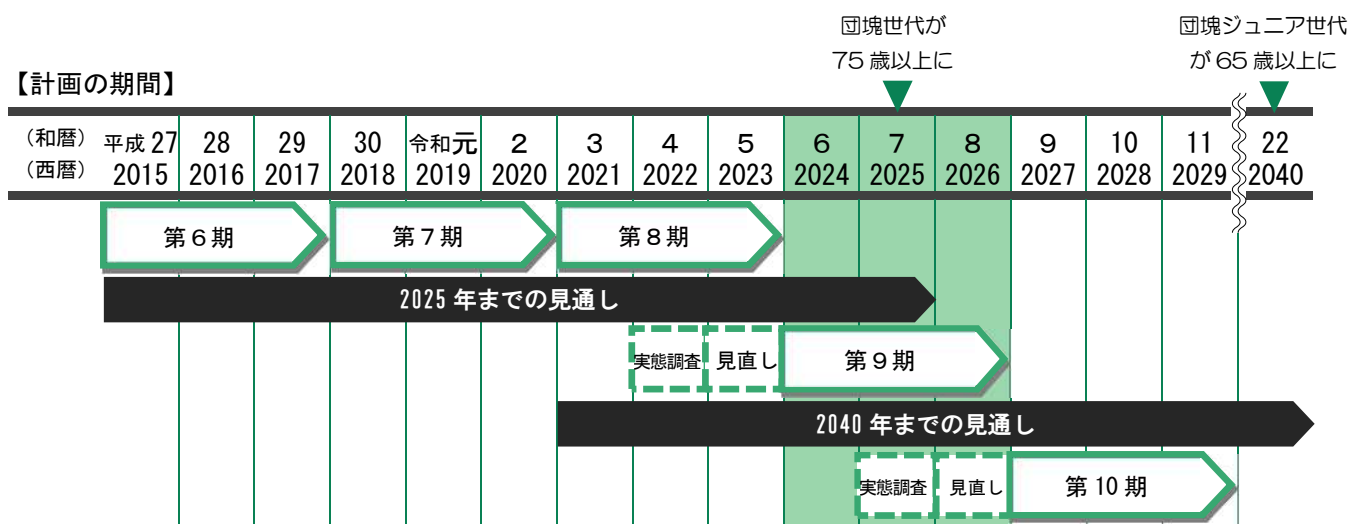 団塊世代が
75歳以上に
団塊ジュニア世代
が65歳以上に
【計画の期間】
（和暦） 平成27 28 29 30 令和元 2 3 4 5 6 7 8 9 10 11 22
（西暦） 2015 2016 2017 2018 2019 2020 2021 2022 2023 2024 2025 2026 2027 2028 2029 2040
第６期 第７期 第８期
2025年までの見通し
実態調査 見直し 第９期
2040年までの見通し
実態調査 見直し 第10期